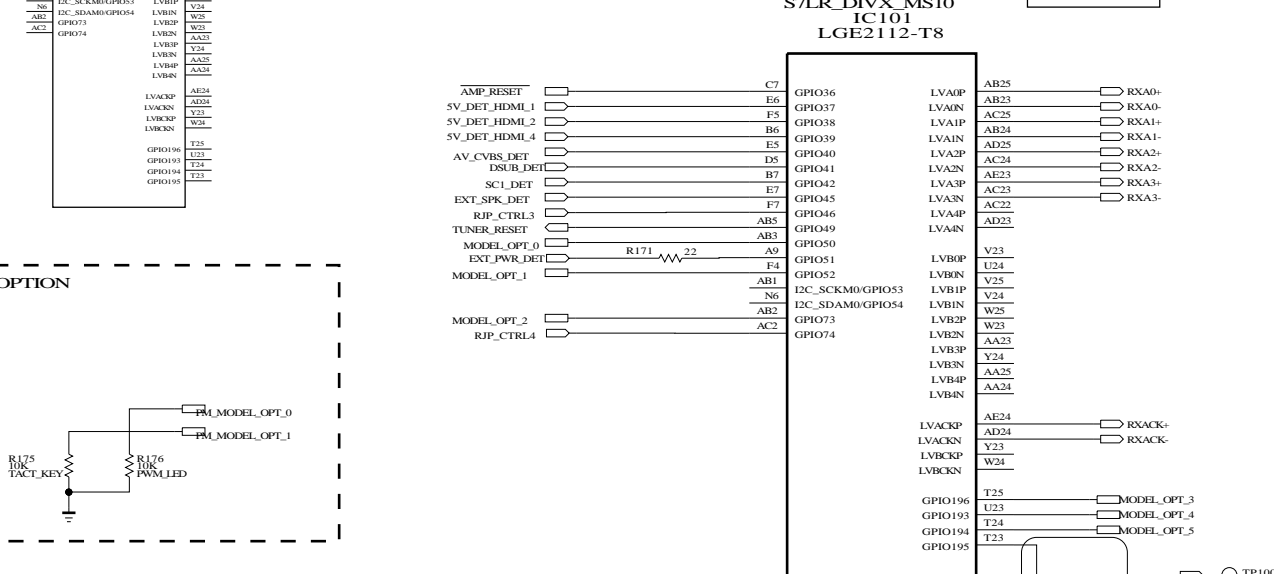 I2C_SCKM0/GPIO53
N6 I2C_SDAM0/GPIO54
AB2 GPIO73
AC2 GPIO74
LVB1P
LVB1N V24
LVB2P W25
LVB2N W23
LVB3P AA23
LVB3N Y24
LVB4P AA25
LVB4N AA24
LVACKP AE24
LVACKN AD24
LVBCKP Y23
LVBCKN W24
GPIO196 T25
GPIO193 U23
GPIO194 T24
GPIO195 T23
OPTION
PM_MODEL_OPT_0
PM_MODEL_OPT_1
R175
10K
TACT_KEY
R176
10K
PWM_LED
S7LR_DIVX_MS10
IC101
LGE2112-T8
AMP_RESET C7 GPIO36
5V_DET_HDMI_1 E6 GPIO37
5V_DET_HDMI_2 F5 GPIO38
5V_DET_HDMI_4 B6 GPIO39
AV_CVBS_DET E5 GPIO40
DSUB_DET D5 GPIO41
SC1_DET B7 GPIO42
EXT_SPK_DET E7 GPIO45
RJP_CTRL3 F7 GPIO46
TUNER_RESET AB5 GPIO49
MODEL_OPT_0 AB3 GPIO50
EXT_PWR_DET R171 22 A9 GPIO51
MODEL_OPT_1 F4 GPIO52
AB1 I2C_SCKM0/GPIO53
N6 I2C_SDAM0/GPIO54
MODEL_OPT_2 AB2 GPIO73
RJP_CTRL4 AC2 GPIO74
LVA0P AB25 RXA0+
LVA0N AB23 RXA0-
LVA1P AC25 RXA1+
LVA1N AB24 RXA1-
LVA2P AD25 RXA2+
LVA2N AC24 RXA2-
LVA3P AE23 RXA3+
LVA3N AC23 RXA3-
LVA4P AC22
LVA4N AD23
LVB0P V23
LVB0N U24
LVB1P V25
LVB1N V24
LVB2P W25
LVB2N W23
LVB3P AA23
LVB3N Y24
LVB4P AA25
LVB4N AA24
LVACKP AE24 RXACK+
LVACKN AD24 RXACK-
LVBCKP Y23
LVBCKN W24
GPIO196 T25 MODEL_OPT_3
GPIO193 U23 MODEL_OPT_4
GPIO194 T24 MODEL_OPT_5
GPIO195 T23